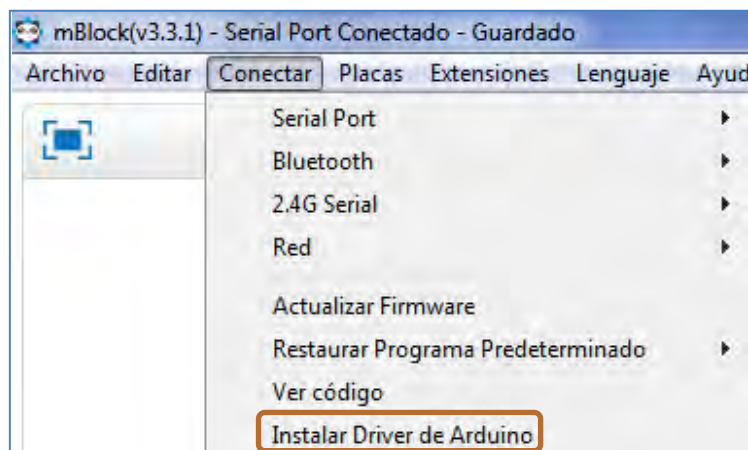 mBlock(v3.3.1) - Serial Port Conectado - Guardado
Archivo Editar Conectar Placas Extensiones Lenguaje Ayud
Serial Port
Bluetooth
2.4G Serial
Red
Actualizar Firmware
Restaurar Programa Predeterminado
Ver código
Instalar Driver de Arduino